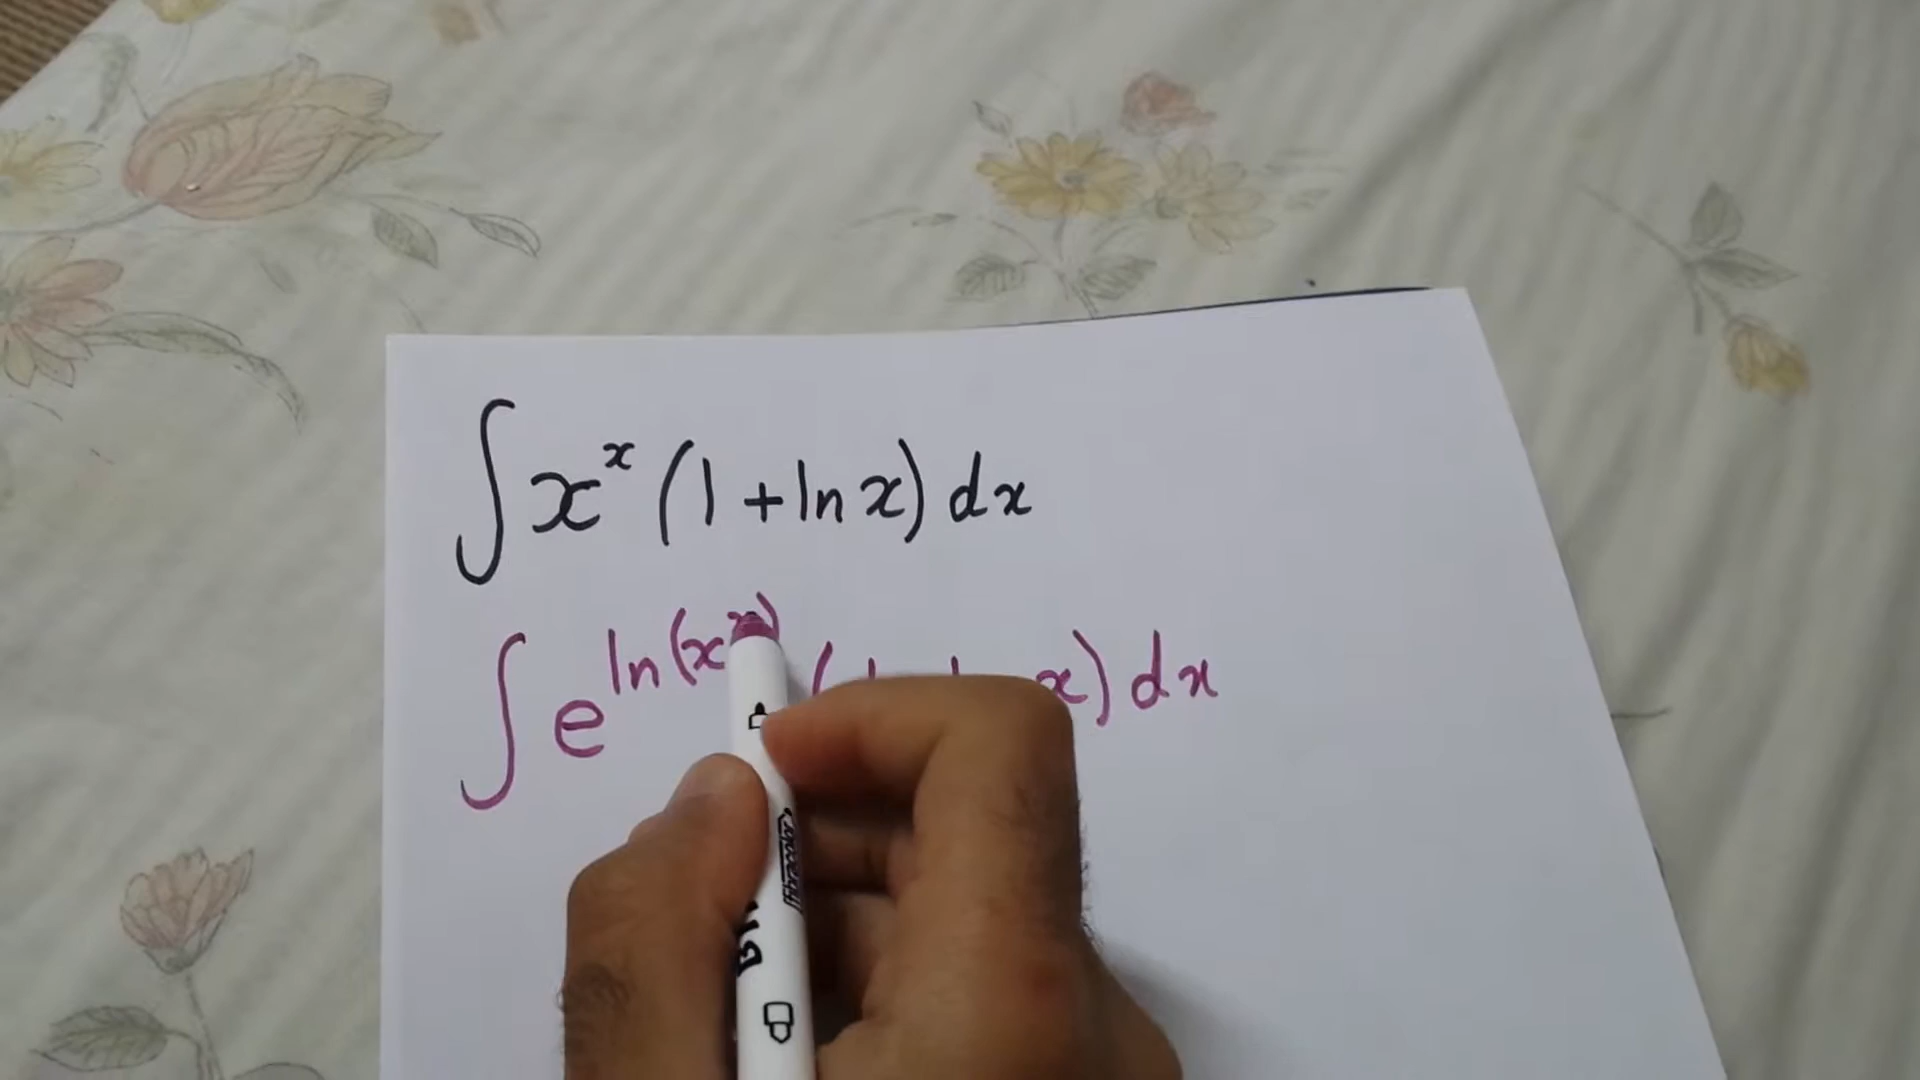 ∫ x^x (1 + ln x) dx
∫ e^ln(x^x) ( x) dx